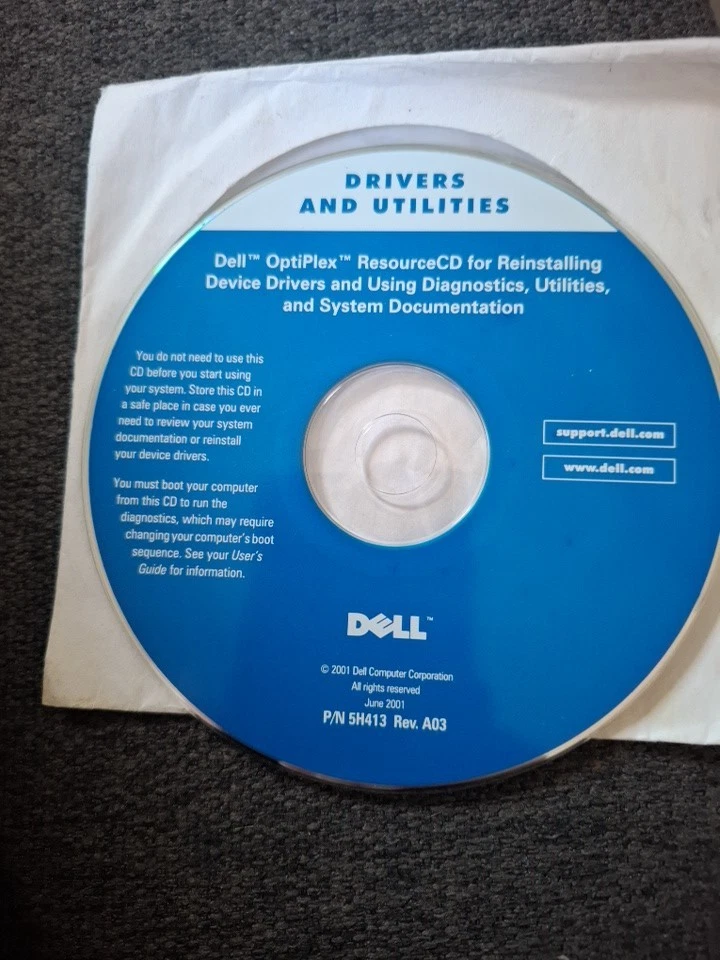 DRIVERS
AND UTILITIES
Dell™ OptiPlex™ ResourceCD for Reinstalling
Device Drivers and Using Diagnostics, Utilities,
and System Documentation
You do not need to use this
CD before you start using
your system. Store this CD in
a safe place in case you ever
need to review your system
documentation or reinstall
your device drivers.
You must boot your computer
from this CD to run the
diagnostics, which may require
changing your computer's boot
sequence. See your User's
Guide for information.
support.dell.com
www.dell.com
DELL™
© 2001 Dell Computer Corporation
All rights reserved
June 2001
P/N 5H413 Rev. A03